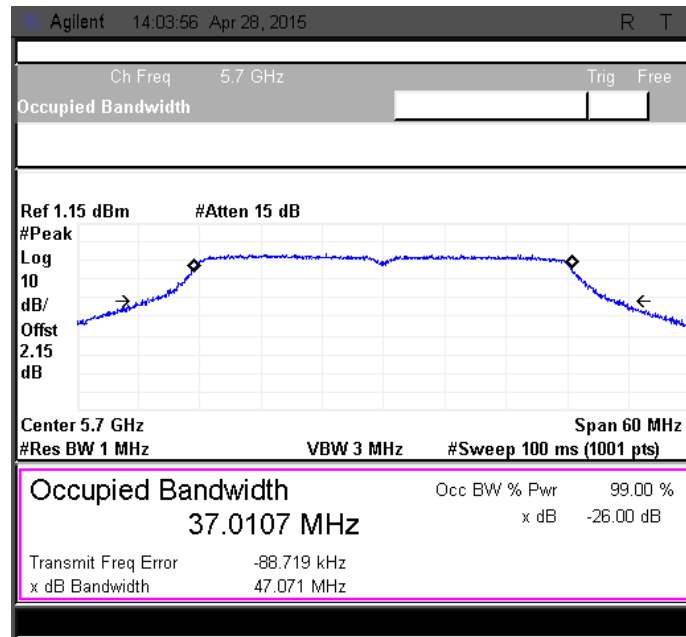 Agilent 14:03:56 Apr 28, 2015 R T
Ch Freq 5.7 GHz Trig Free
Occupied Bandwidth
Ref 1.15 dBm #Atten 15 dB
#Peak
Log
10
dB/
Offst
2.15
dB
Center 5.7 GHz Span 60 MHz
#Res BW 1 MHz VBW 3 MHz #Sweep 100 ms (1001 pts)
Occupied Bandwidth Occ BW % Pwr 99.00 %
37.0107 MHz x dB -26.00 dB
Transmit Freq Error -88.719 kHz
x dB Bandwidth 47.071 MHz